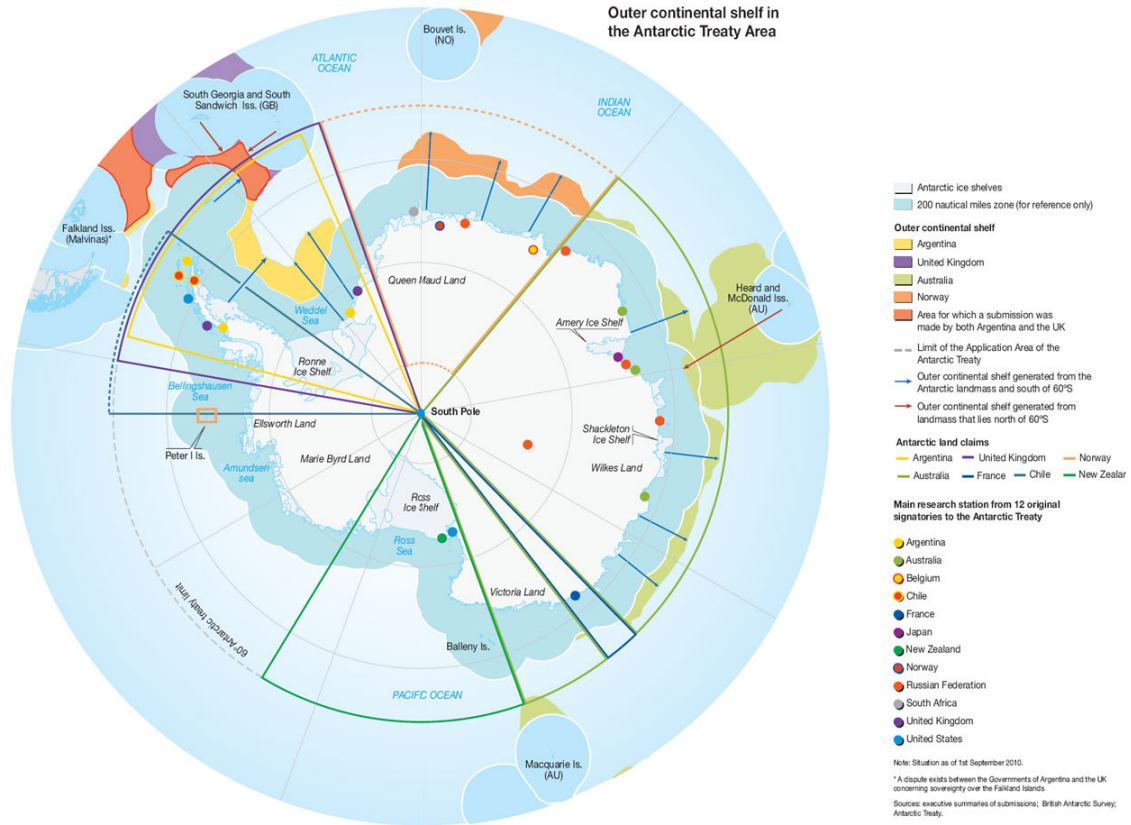 Outer continental shelf in
the Antarctic Treaty Area
Bouvet Is.
(NO)
ATLANTIC
OCEAN
South Georgia and South
Sandwich Iss. (GB)
INDIAN
OCEAN
Falkland Iss.
(Malvinas)*
Queen Maud Land
Weddel
Sea
Heard and
McDonald Iss.
(AU)
Amery Ice Shelf
Ronne
Ice Shelf
Bellingshausen
Sea
South Pole
Ellsworth Land
Shackleton
Ice Shelf
Peter I Is.
Marie Byrd Land
Wilkes Land
Amundsen
sea
Ross
Ice Shelf
Ross
Sea
Victoria Land
60° Antarctic treaty limit
Balleny Is.
PACIFIC OCEAN
Macquarie Is.
(AU)
Antarctic ice shelves
200 nautical miles zone (for reference only)
Outer continental shelf
Argentina
United Kingdom
Australia
Norway
Area for which a submission was
made by both Argentina and the UK
Limit of the Application Area of the
Antarctic Treaty
Outer continental shelf generated from the
Antarctic landmass and south of 60ºS
Outer continental shelf generated from
landmass that lies north of 60ºS
Antarctic land claims
Argentina United Kingdom Norway
Australia France Chile New Zealan
Main research station from 12 original
signatories to the Antarctic Treaty
Argentina
Australia
Belgium
Chile
France
Japan
New Zealand
Norway
Russian Federation
South Africa
United Kingdom
United States
Note: Situation as of 1st September 2010.
* A dispute exists between the Governments of Argentina and the UK
concerning sovereignty over the Falkland Islands
Sources: executive summaries of submissions; British Antarctic Survey;
Antarctic Treaty.